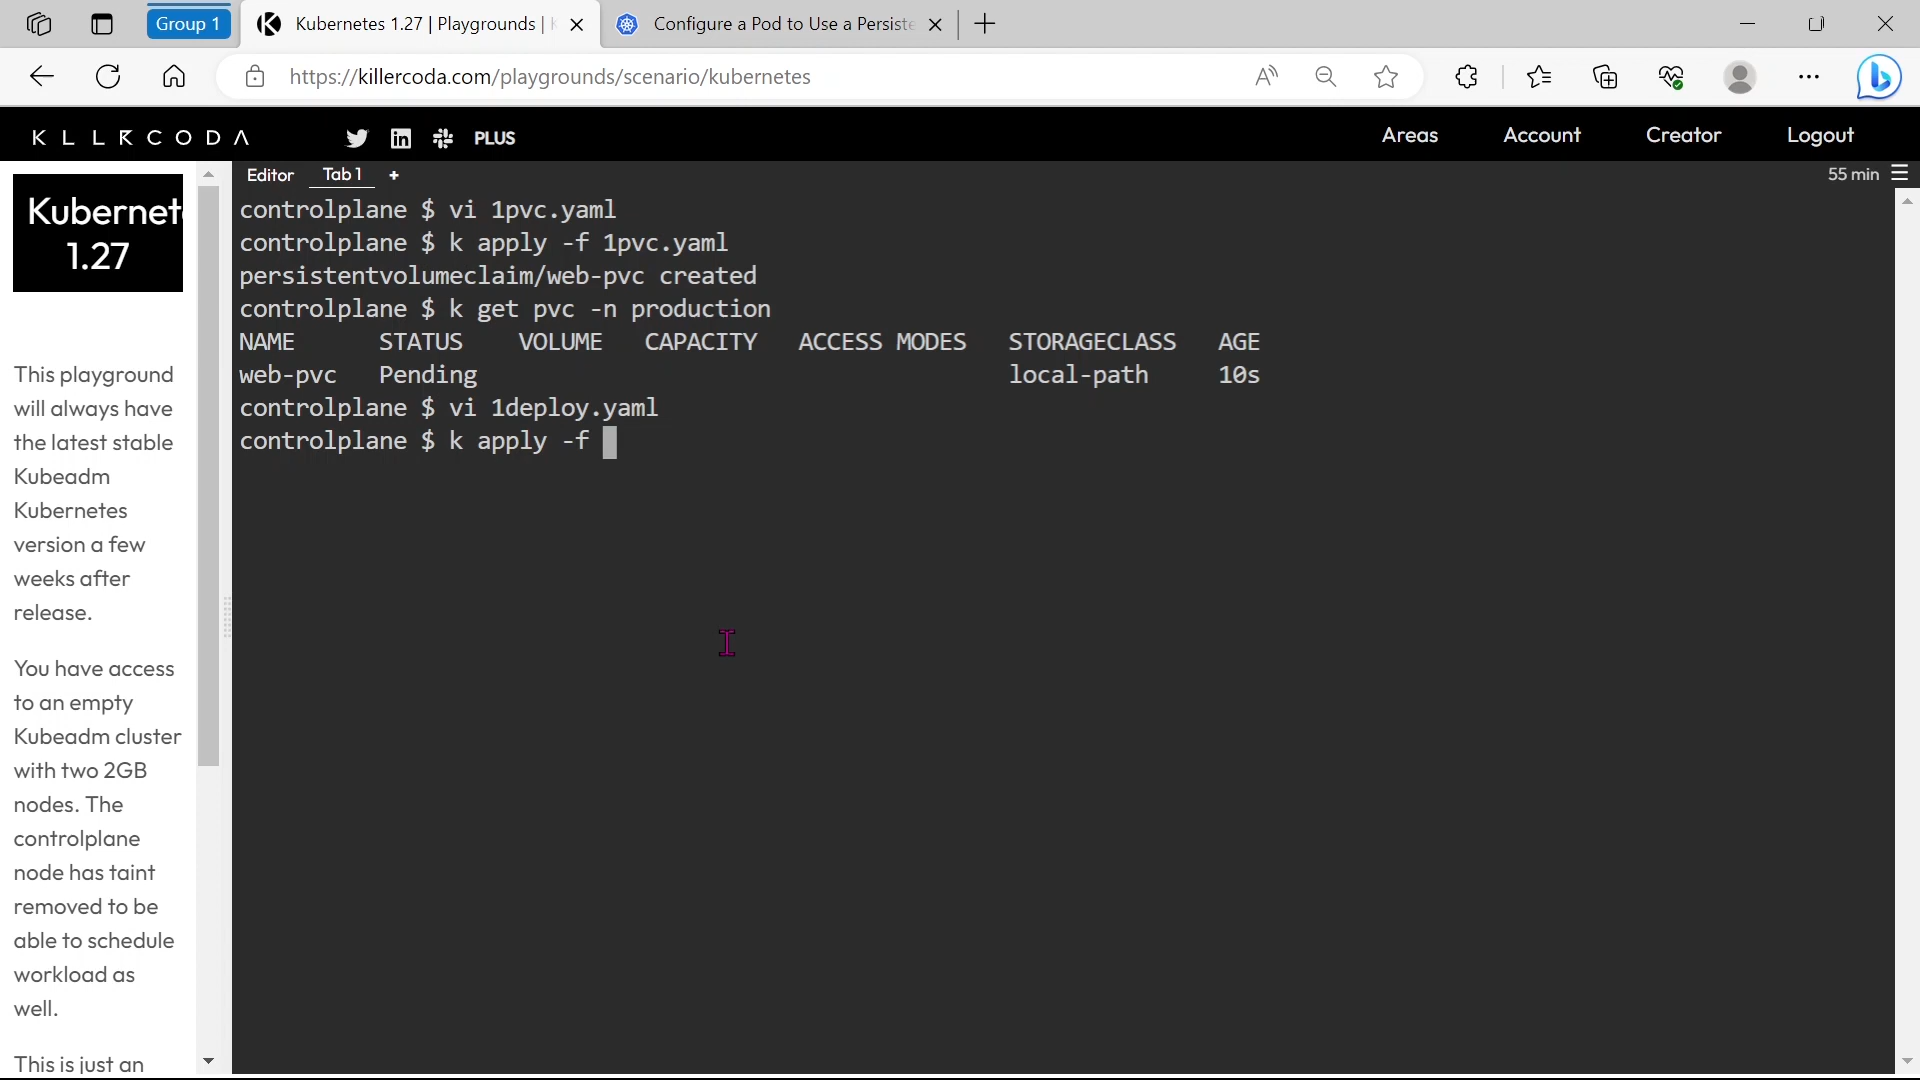 Group 1
Kubernetes 1.27 | Playgrounds |
Configure a Pod to Use a Persiste
https://killercoda.com/playgrounds/scenario/kubernetes
KLLRCODA
PLUS
Areas
Account
Creator
Logout
Editor
Tab 1
+
55 min
Kubernet
1.27
This playground
will always have
the latest stable
Kubeadm
Kubernetes
version a few
weeks after
release.
You have access
to an empty
Kubeadm cluster
with two 2GB
nodes. The
controlplane
node has taint
removed to be
able to schedule
workload as
well.
This is just an
controlplane $ vi 1pvc.yaml
controlplane $ k apply -f 1pvc.yaml
persistentvolumeclaim/web-pvc created
controlplane $ k get pvc -n production
NAME STATUS VOLUME CAPACITY ACCESS MODES STORAGECLASS AGE
web-pvc Pending local-path 10s
controlplane $ vi 1deploy.yaml
controlplane $ k apply -f